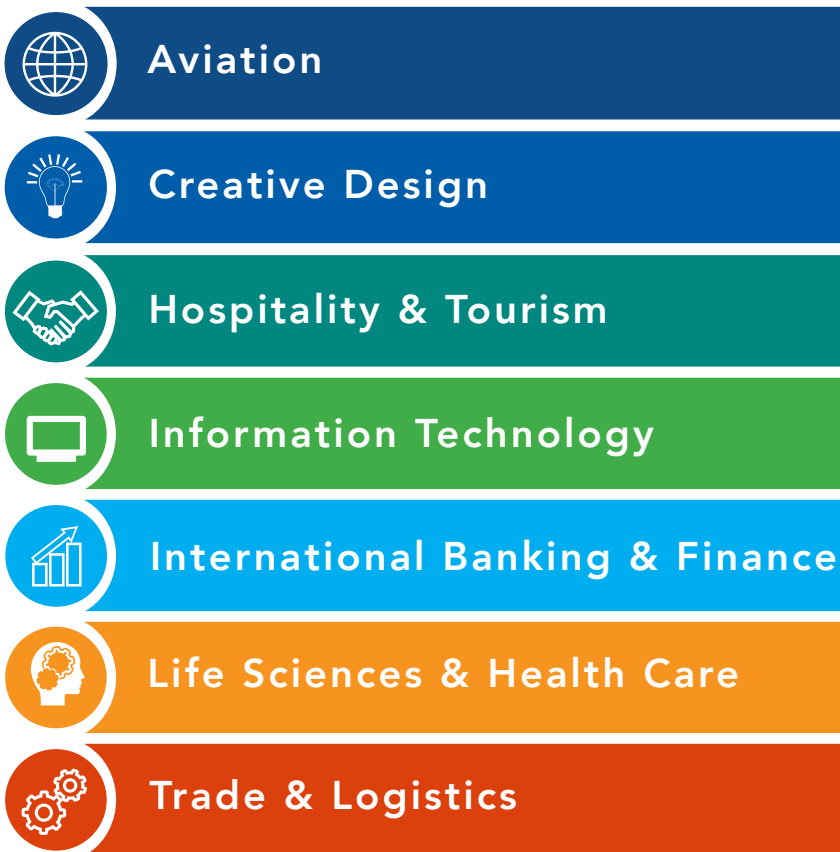 Aviation
Creative Design
Hospitality & Tourism
Information Technology
International Banking & Finance
Life Sciences & Health Care
Trade & Logistics